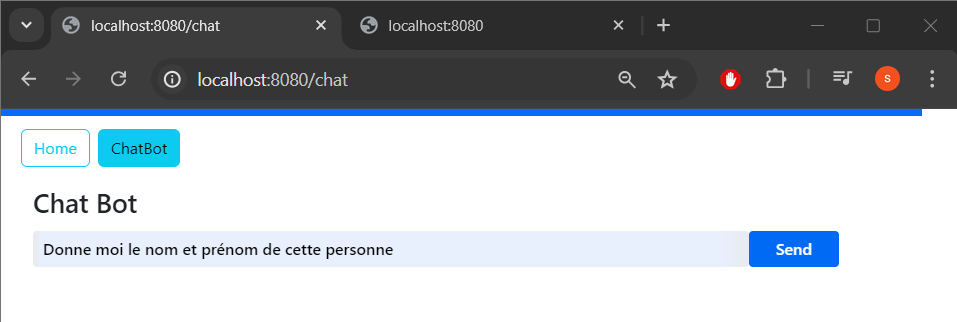 localhost:8080/chat
localhost:8080
localhost:8080/chat
S
Home
ChatBot
Chat Bot
Donne moi le nom et prénom de cette personne
Send